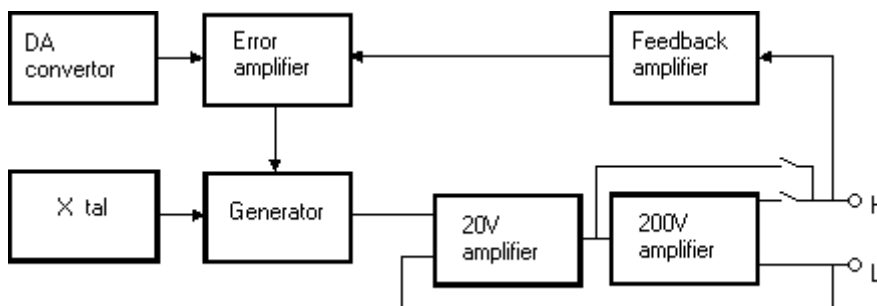 DA
convertor
Error
amplifier
Feedback
amplifier
X tal
Generator
20V
amplifier
200V
amplifier
H
L